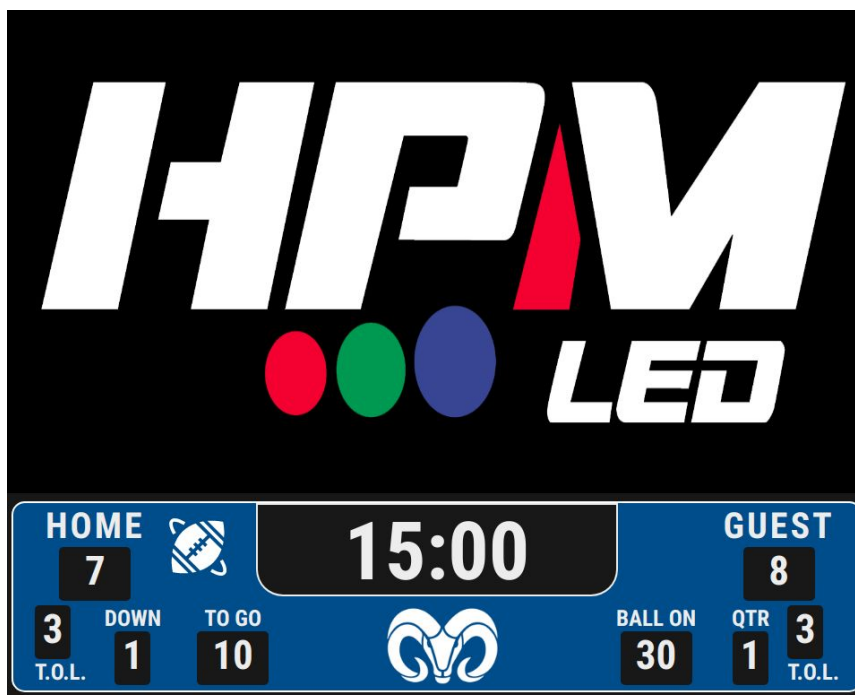 HPM
LED
HOME
7
15:00
GUEST
8
3
T.O.L.
DOWN
1
TO GO
10
BALL ON
30
QTR
1
3
T.O.L.